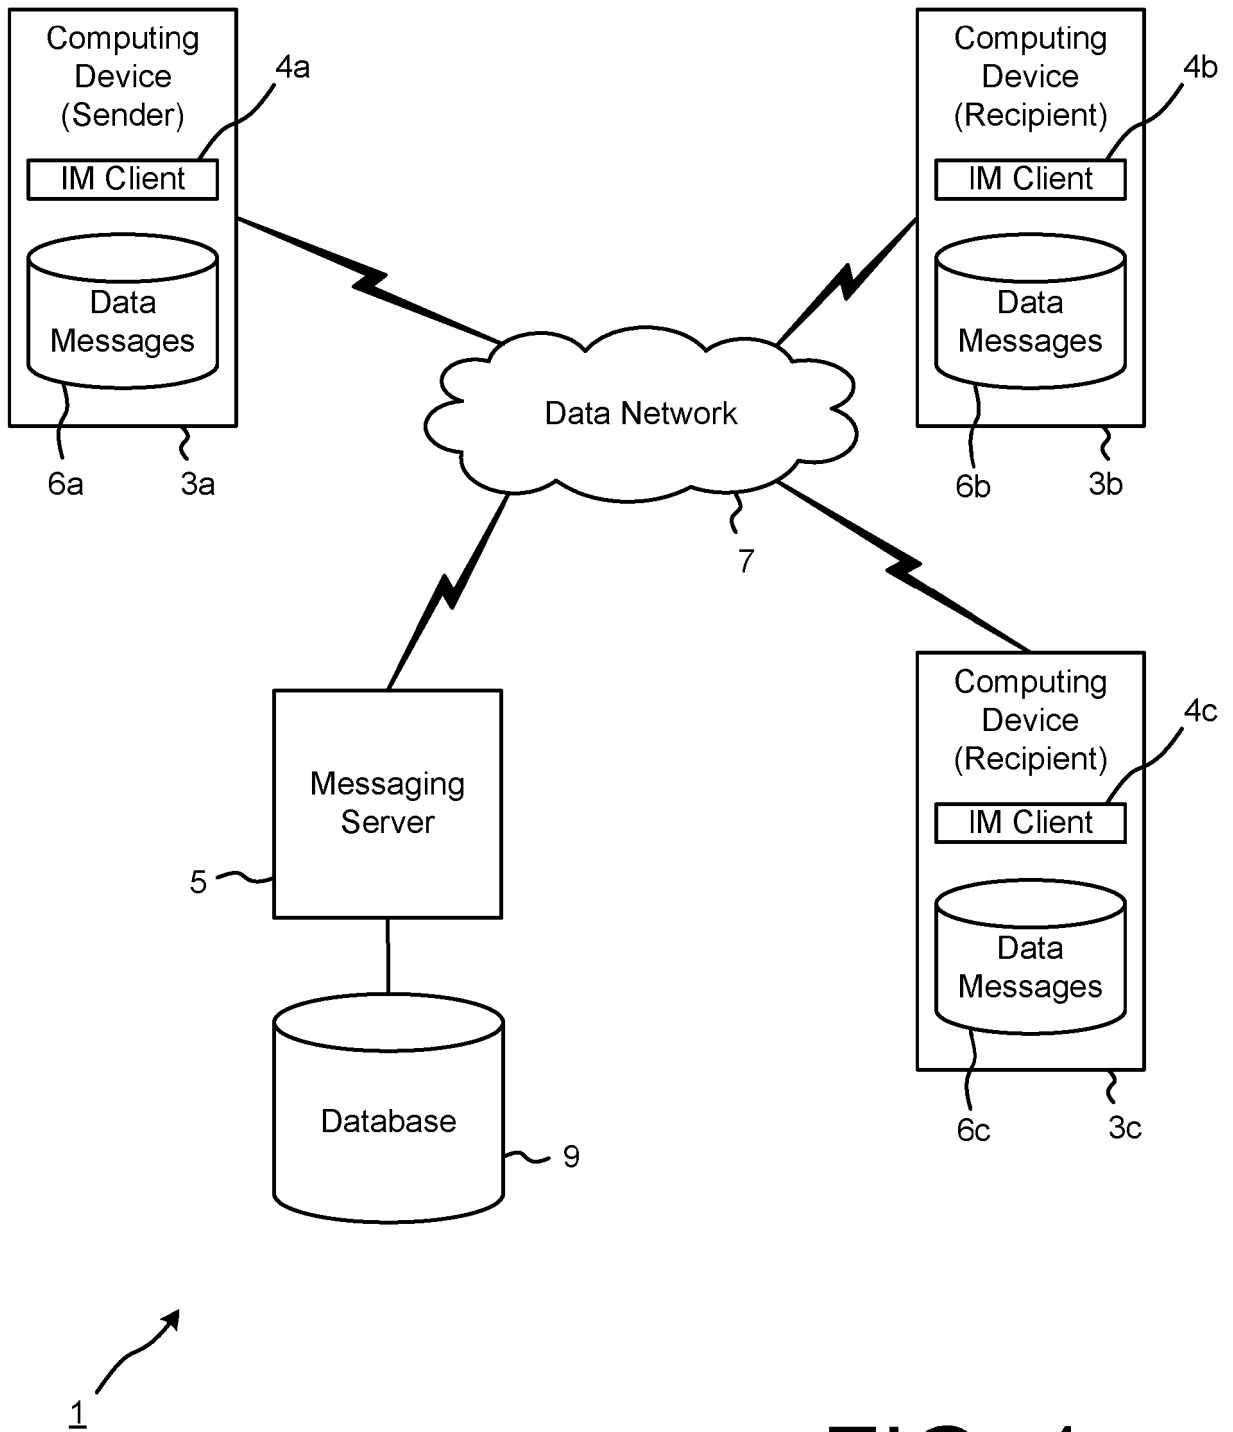 Computing
Device
(Sender)
4a
IM Client
Data
Messages
6a
3a
Computing
Device
(Recipient)
4b
IM Client
Data
Messages
6b
3b
Data Network
7
Messaging
Server
5
Database
9
Computing
Device
(Recipient)
4c
IM Client
Data
Messages
6c
3c
1